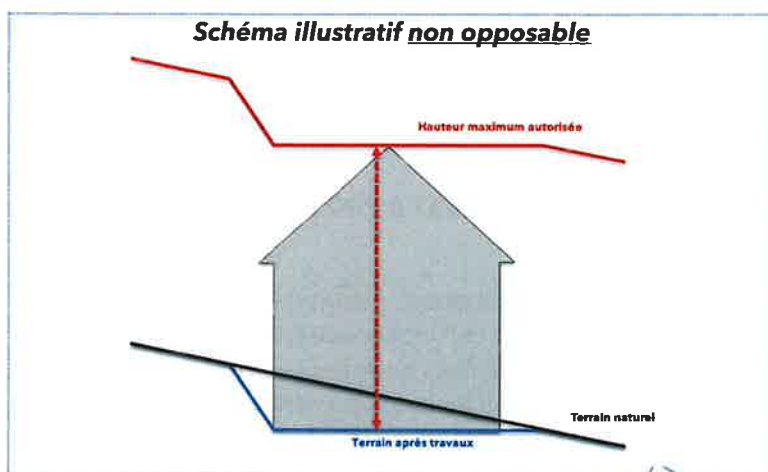 Schéma illustratif non opposable
Hauteur maximum autorisée
Terrain naturel
Terrain après travaux